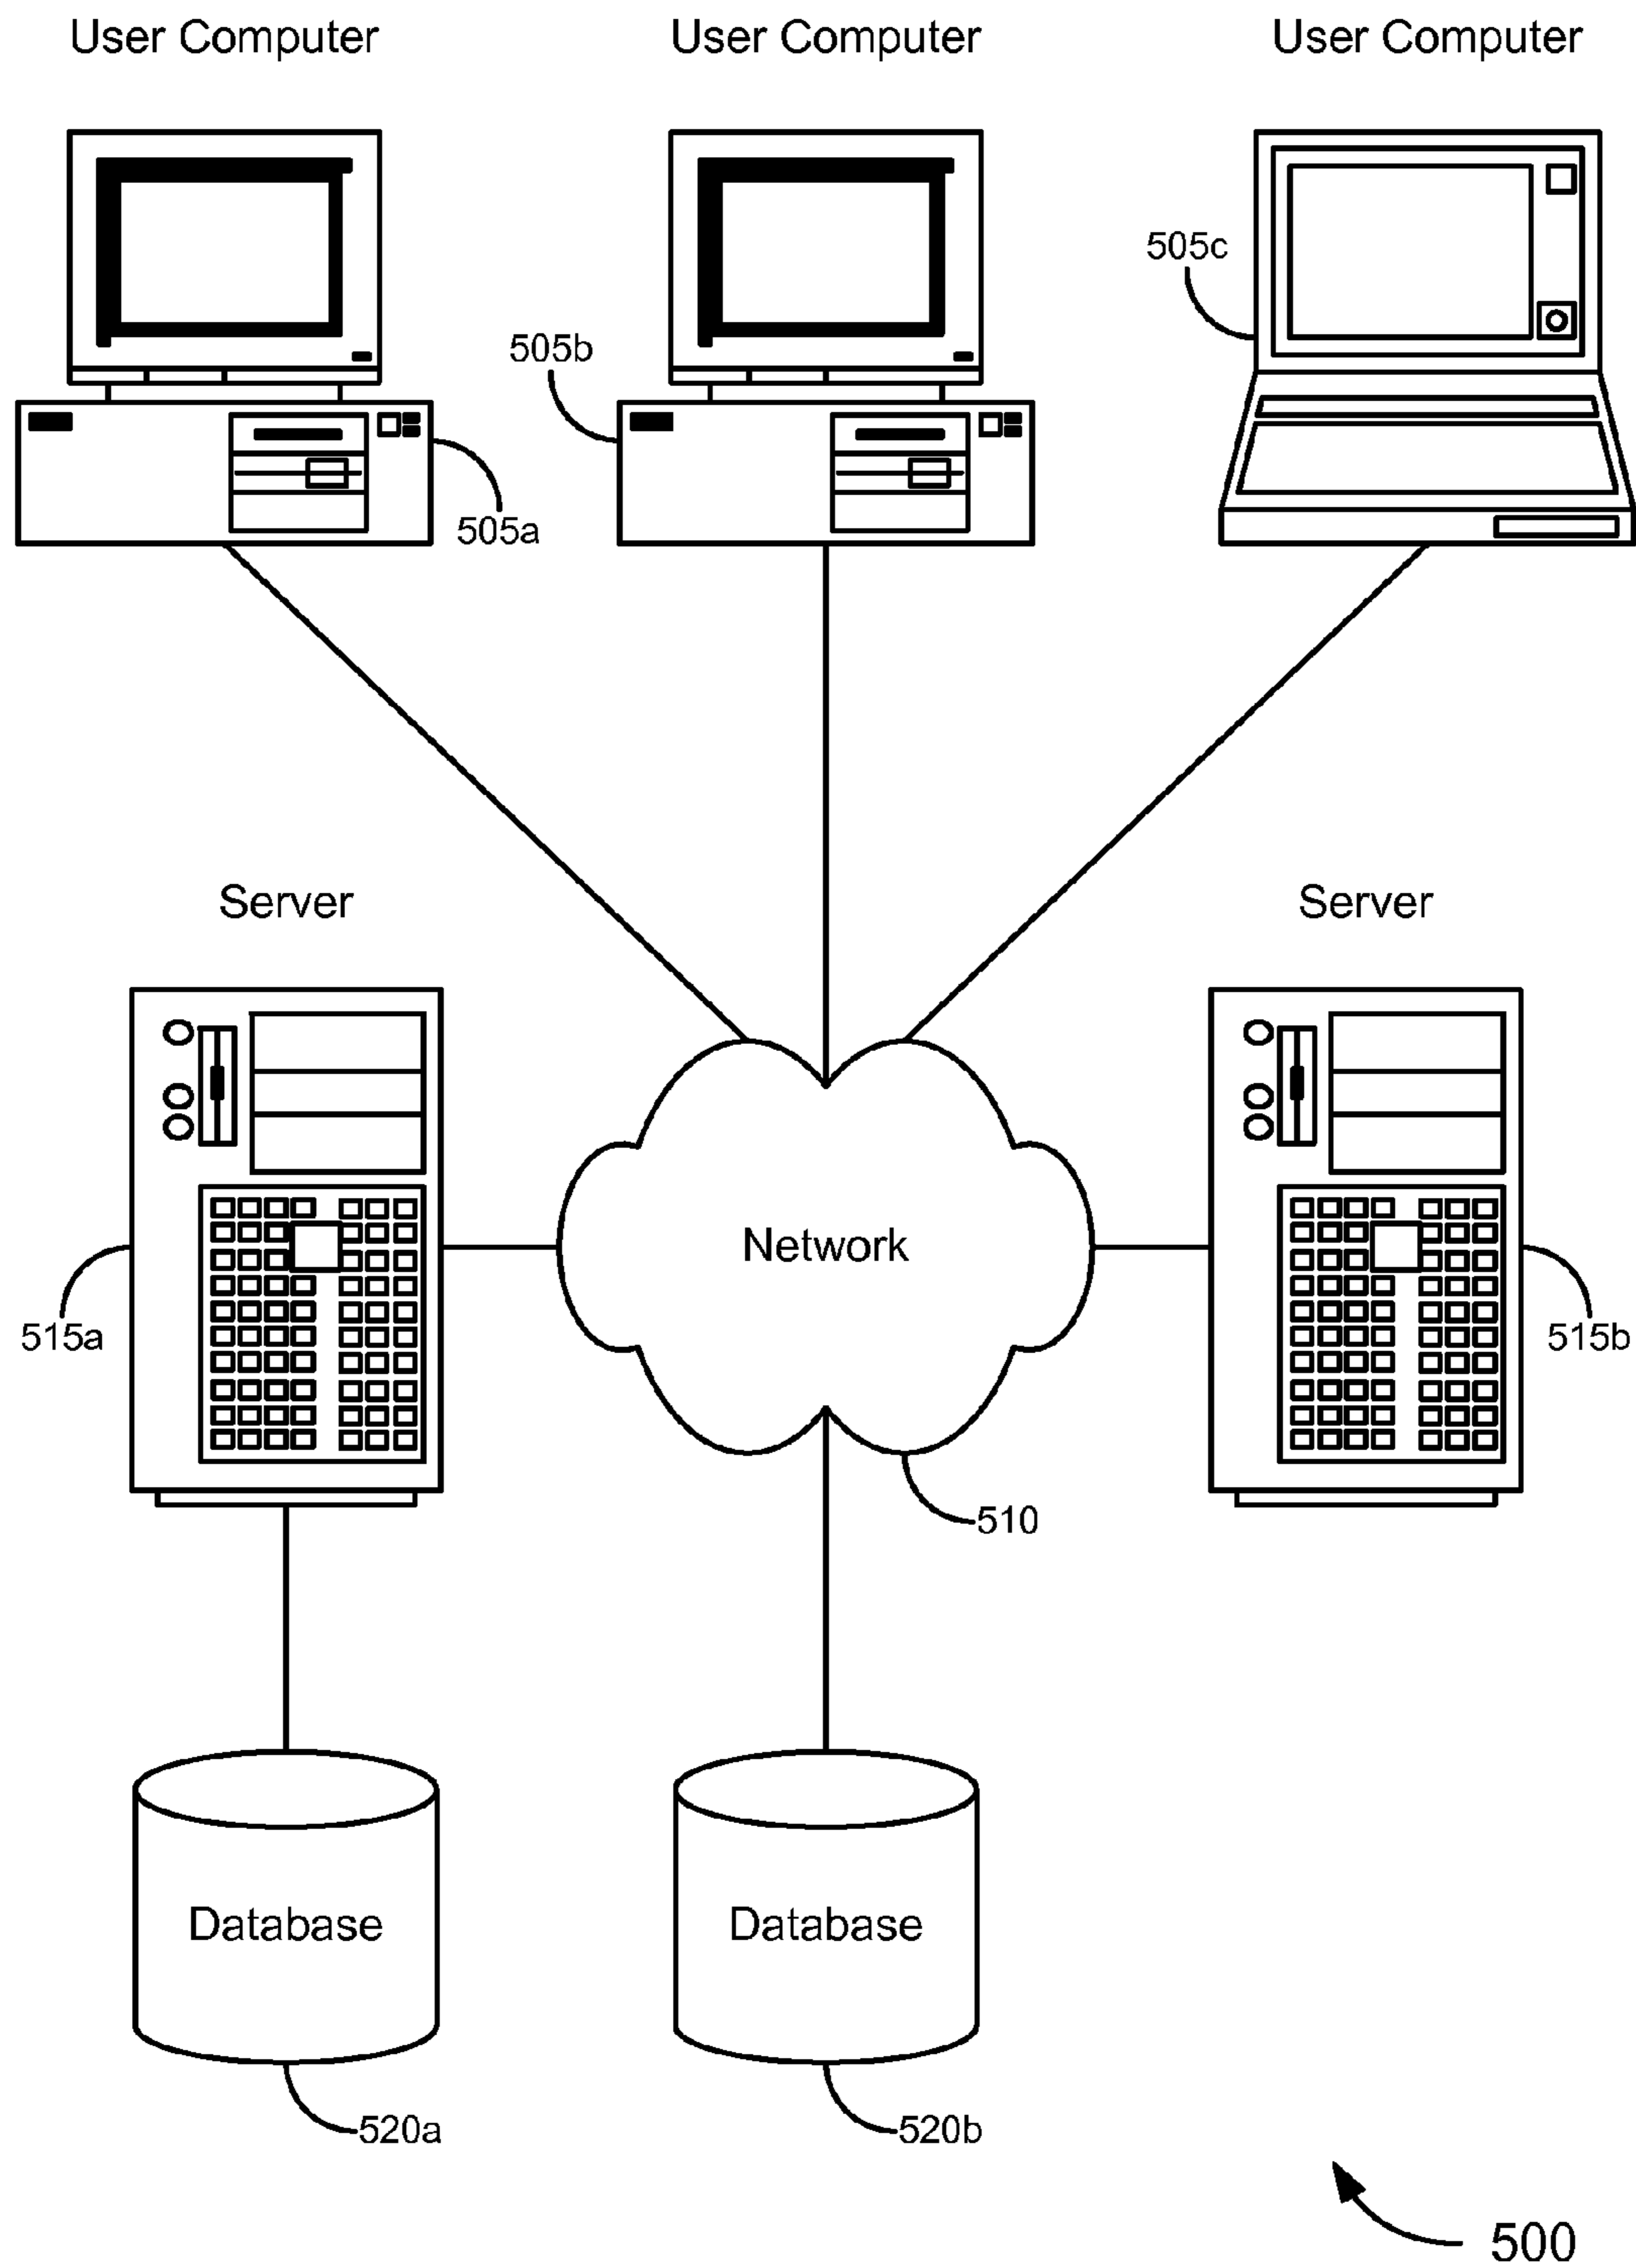 User Computer
User Computer
User Computer
505c
505b
505a
Server
Server
Network
515a
515b
510
Database
Database
520a
520b
500